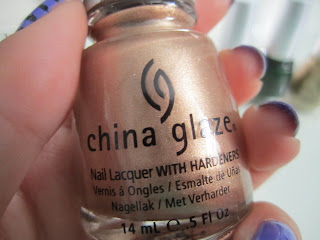 china glaze®
Nail Lacquer WITH HARDENERS
Vernis à Ongles / Esmalte de Uñas
Nagellak / Met Verharder
14 mL e .5 Fl Oz